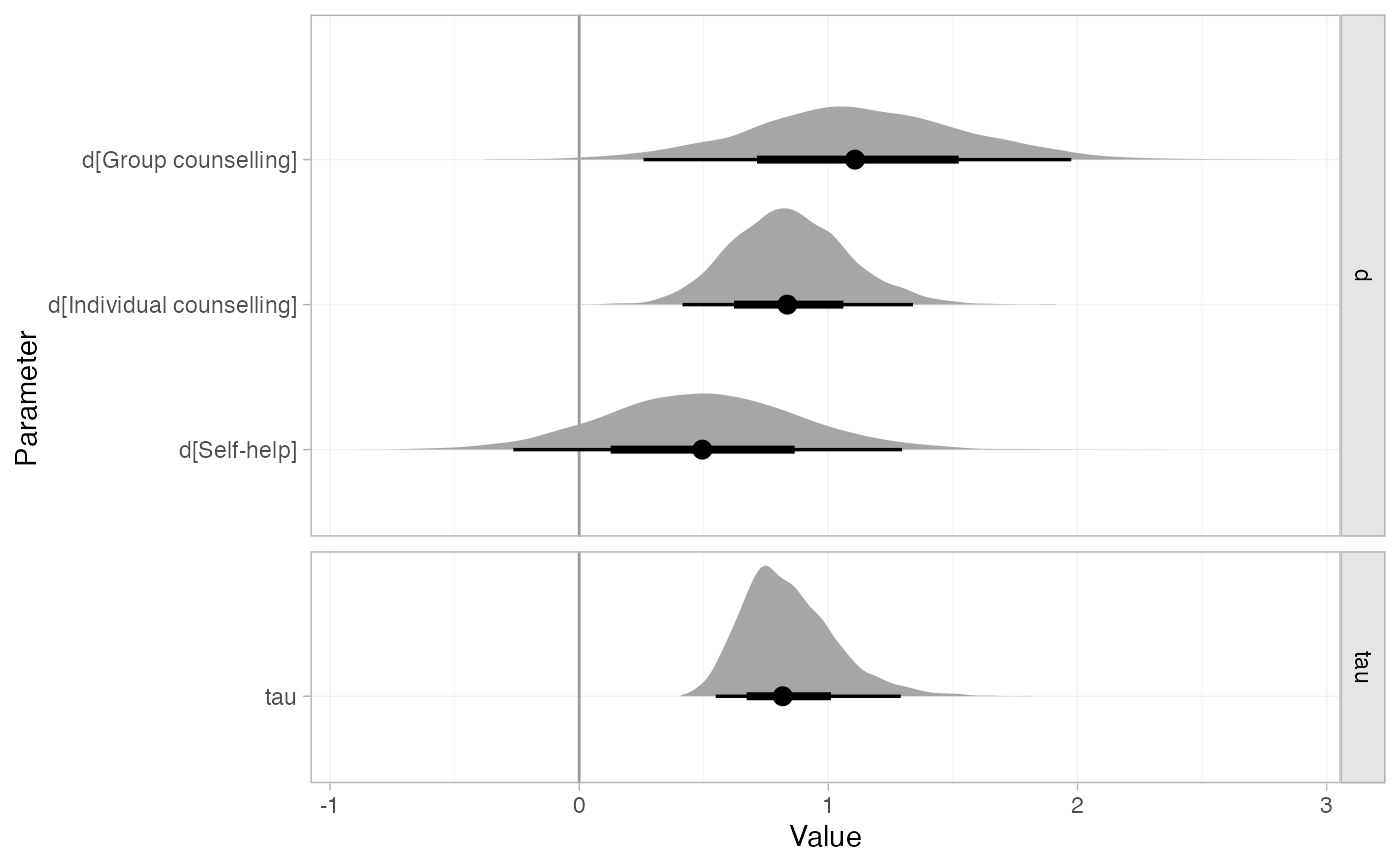 Parameter
d[Group counselling]
d[Individual counselling]
d[Self-help]
d
tau
tau
-1
0
1
2
3
Value